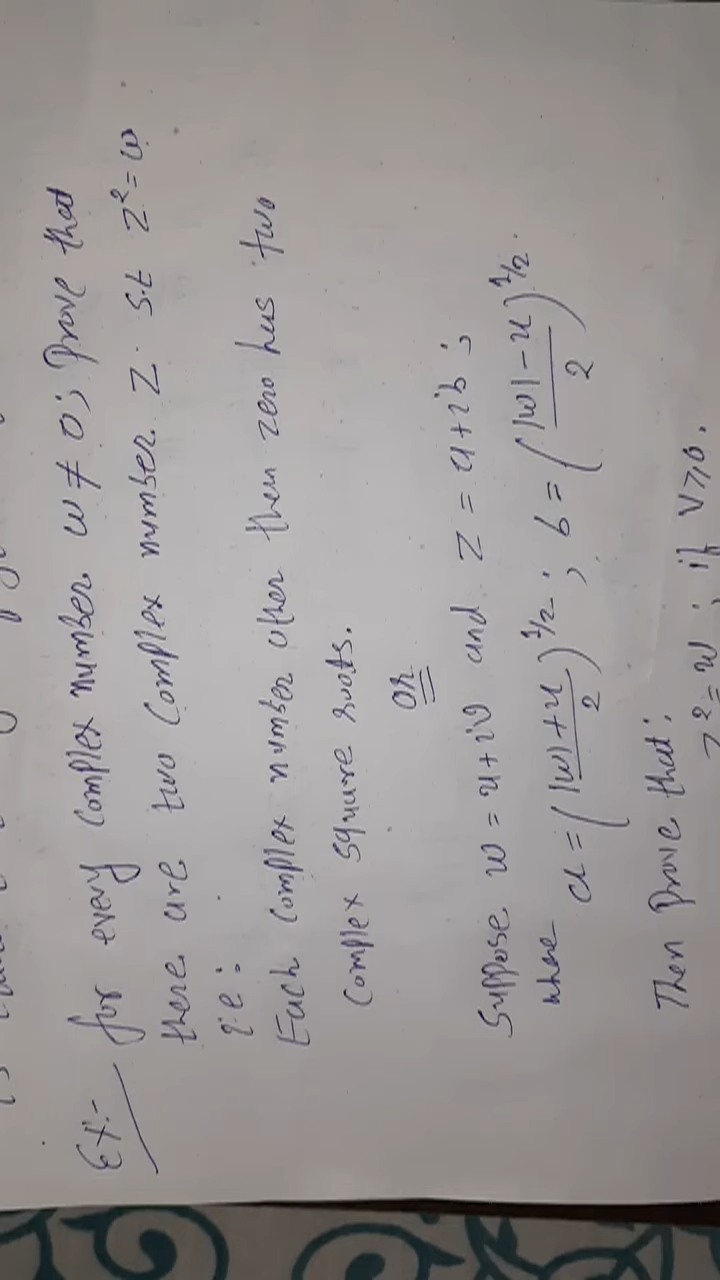 Ex:- for every complex number w ≠ 0; Prove that
there are two complex number z s.t z² = w
i.e:
Each complex number other then zero has two
complex square roots.
OR
Suppose w = u+iv and z = a+ib ;
where a = (|w|+u / 2)^1/2 ; b = (|w|-u / 2)^1/2.
Then Prove that:
z² = w ; if v≥0.